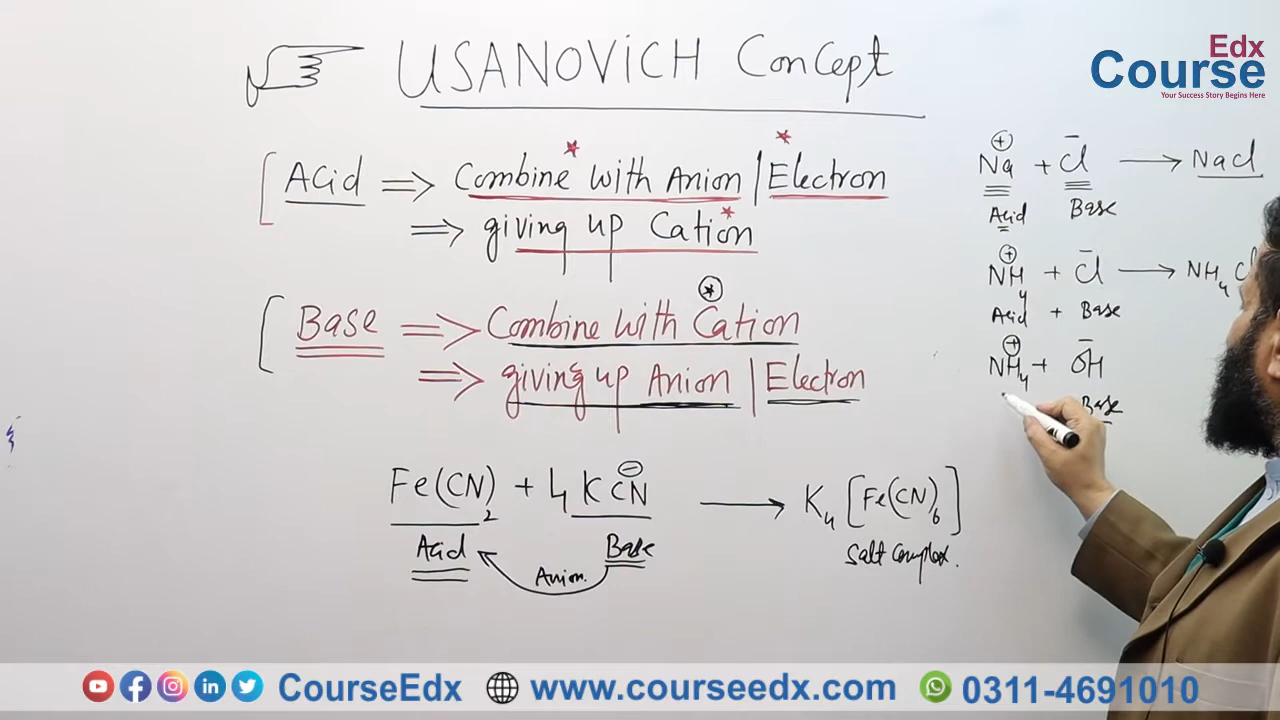 USANOVICH Concept
Edx
Course
Your Success Story Begins Here
Acid ⇒ Combine with Anion | Electron
⇒ giving up Cation
Base ⇒ Combine with Cation
⇒ giving up Anion | Electron
Fe(CN)₂ + 4KCN⊖ → K₄[Fe(CN)₆]
Acid Base Salt Complex.
Anion.
Na⊕ + Cl⁻ → Nacl
Acid Base
NH₄⊕ + Cl⁻ → NH₄ Cl
Acid + Base
NH₄⊕ + OH⁻
Base
CourseEdx www.courseedx.com 0311-4691010